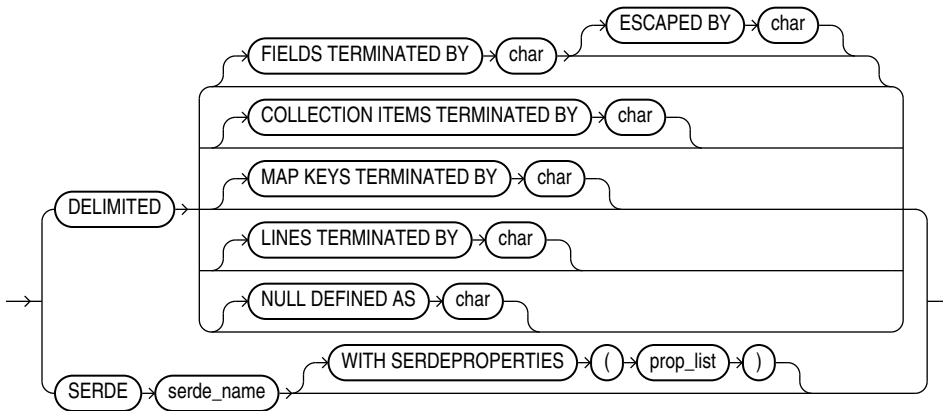 FIELDS TERMINATED BY char ESCAPED BY char
COLLECTION ITEMS TERMINATED BY char
MAP KEYS TERMINATED BY char
DELIMITED
LINES TERMINATED BY char
NULL DEFINED AS char
WITH SERDEPROPERTIES ( prop_list )
SERDE serde_name